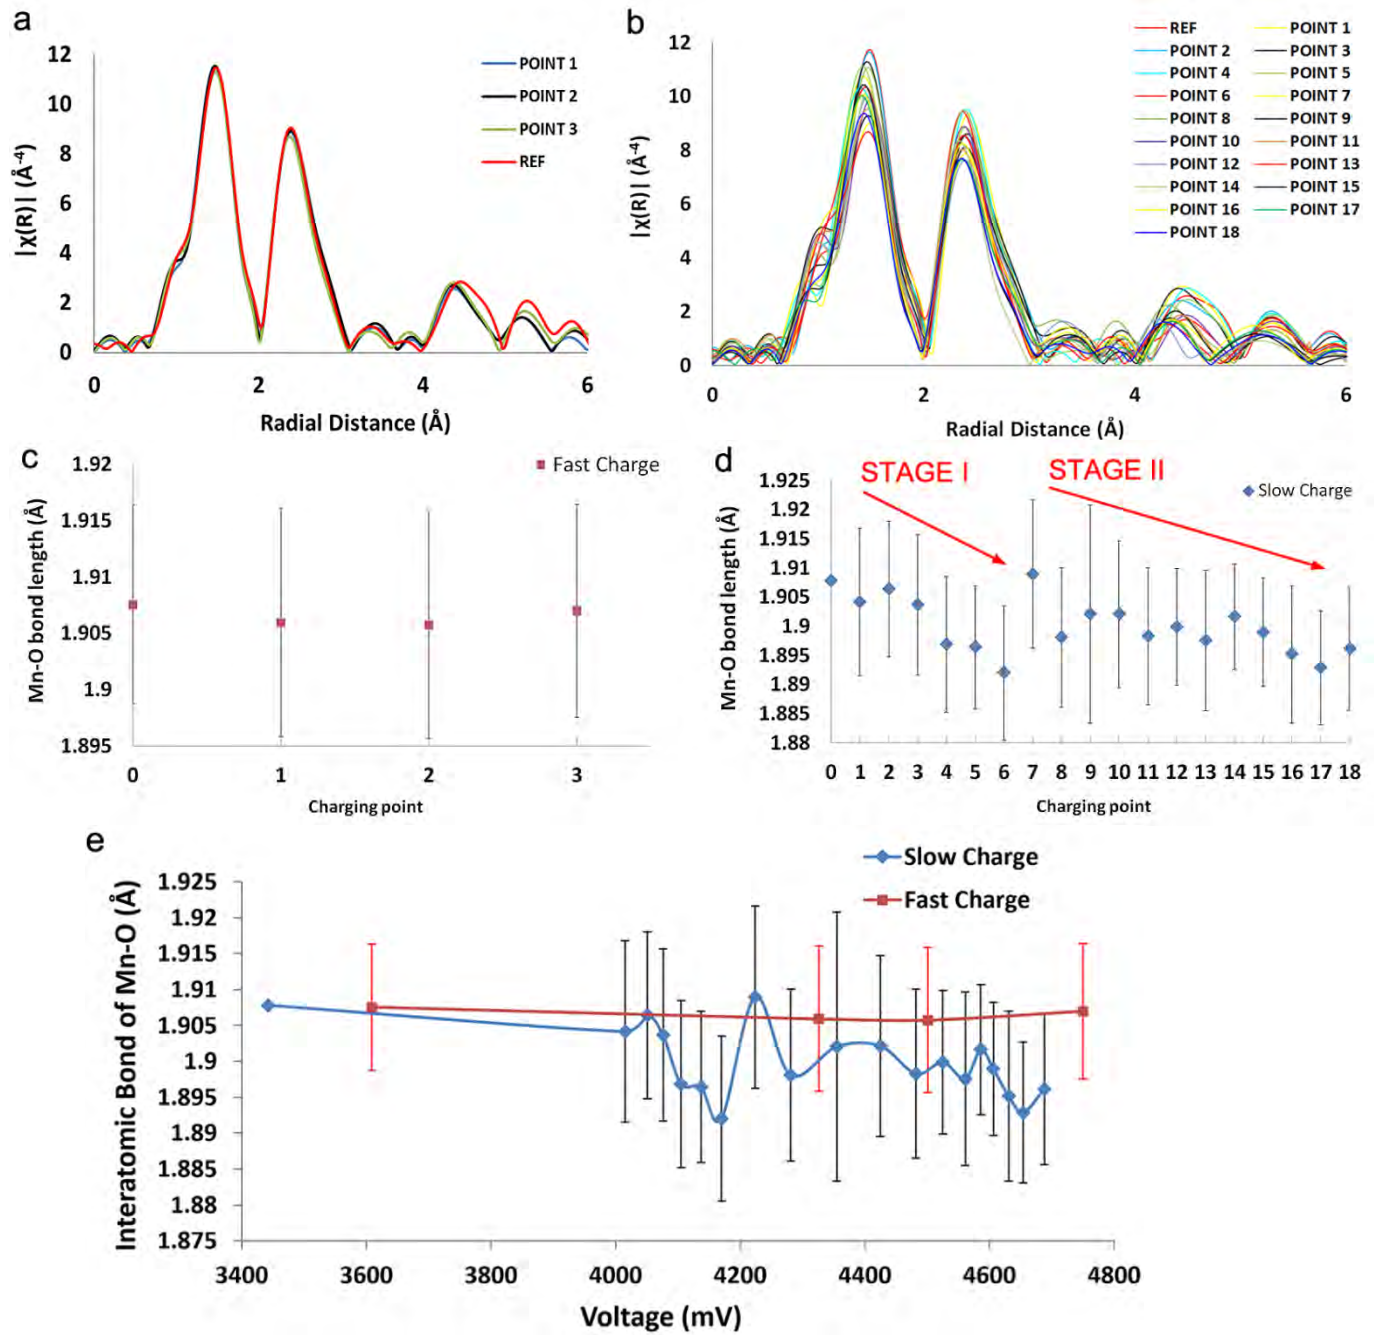 a
12
10
8
6
4
2
0
0 2 4 6
|χ(R)| (Å⁻⁴)
Radial Distance (Å)
POINT 1
POINT 2
POINT 3
REF
b
12
10
8
6
4
2
0
0 2 4 6
|χ(R)| (Å⁻⁴)
Radial Distance (Å)
REF POINT 1
POINT 2 POINT 3
POINT 4 POINT 5
POINT 6 POINT 7
POINT 8 POINT 9
POINT 10 POINT 11
POINT 12 POINT 13
POINT 14 POINT 15
POINT 16 POINT 17
POINT 18
c
Fast Charge
1.92
1.915
1.91
1.905
1.9
1.895
0 1 2 3
Mn-O bond length (Å)
Charging point
d
STAGE I STAGE II
Slow Charge
1.925
1.92
1.915
1.91
1.905
1.9
1.895
1.89
1.885
1.88
0 1 2 3 4 5 6 7 8 9 10 11 12 13 14 15 16 17 18
Mn-O bond length (Å)
Charging point
e
Slow Charge
Fast Charge
1.925
1.92
1.915
1.91
1.905
1.9
1.895
1.89
1.885
1.88
1.875
3400 3600 3800 4000 4200 4400 4600 4800
Interatomic Bond of Mn-O (Å)
Voltage (mV)